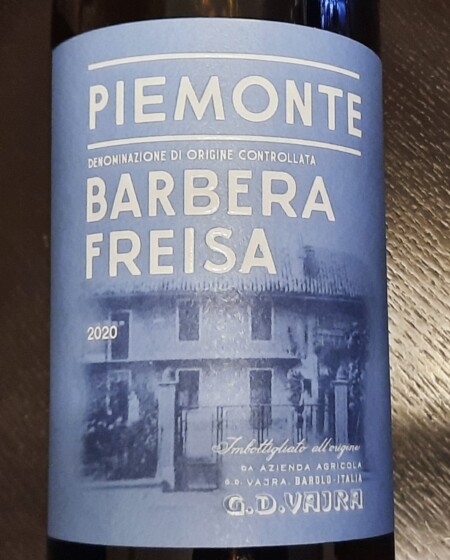 PIEMONTE
DENOMINAZIONE DI ORIGINE CONTROLLATA
BARBERA
FREISA
2020
Imbottigliato all'origine
DA AZIENDA AGRICOLA
G.D. VAJRA, BAROLO-ITALIA
G.D.VAJRA